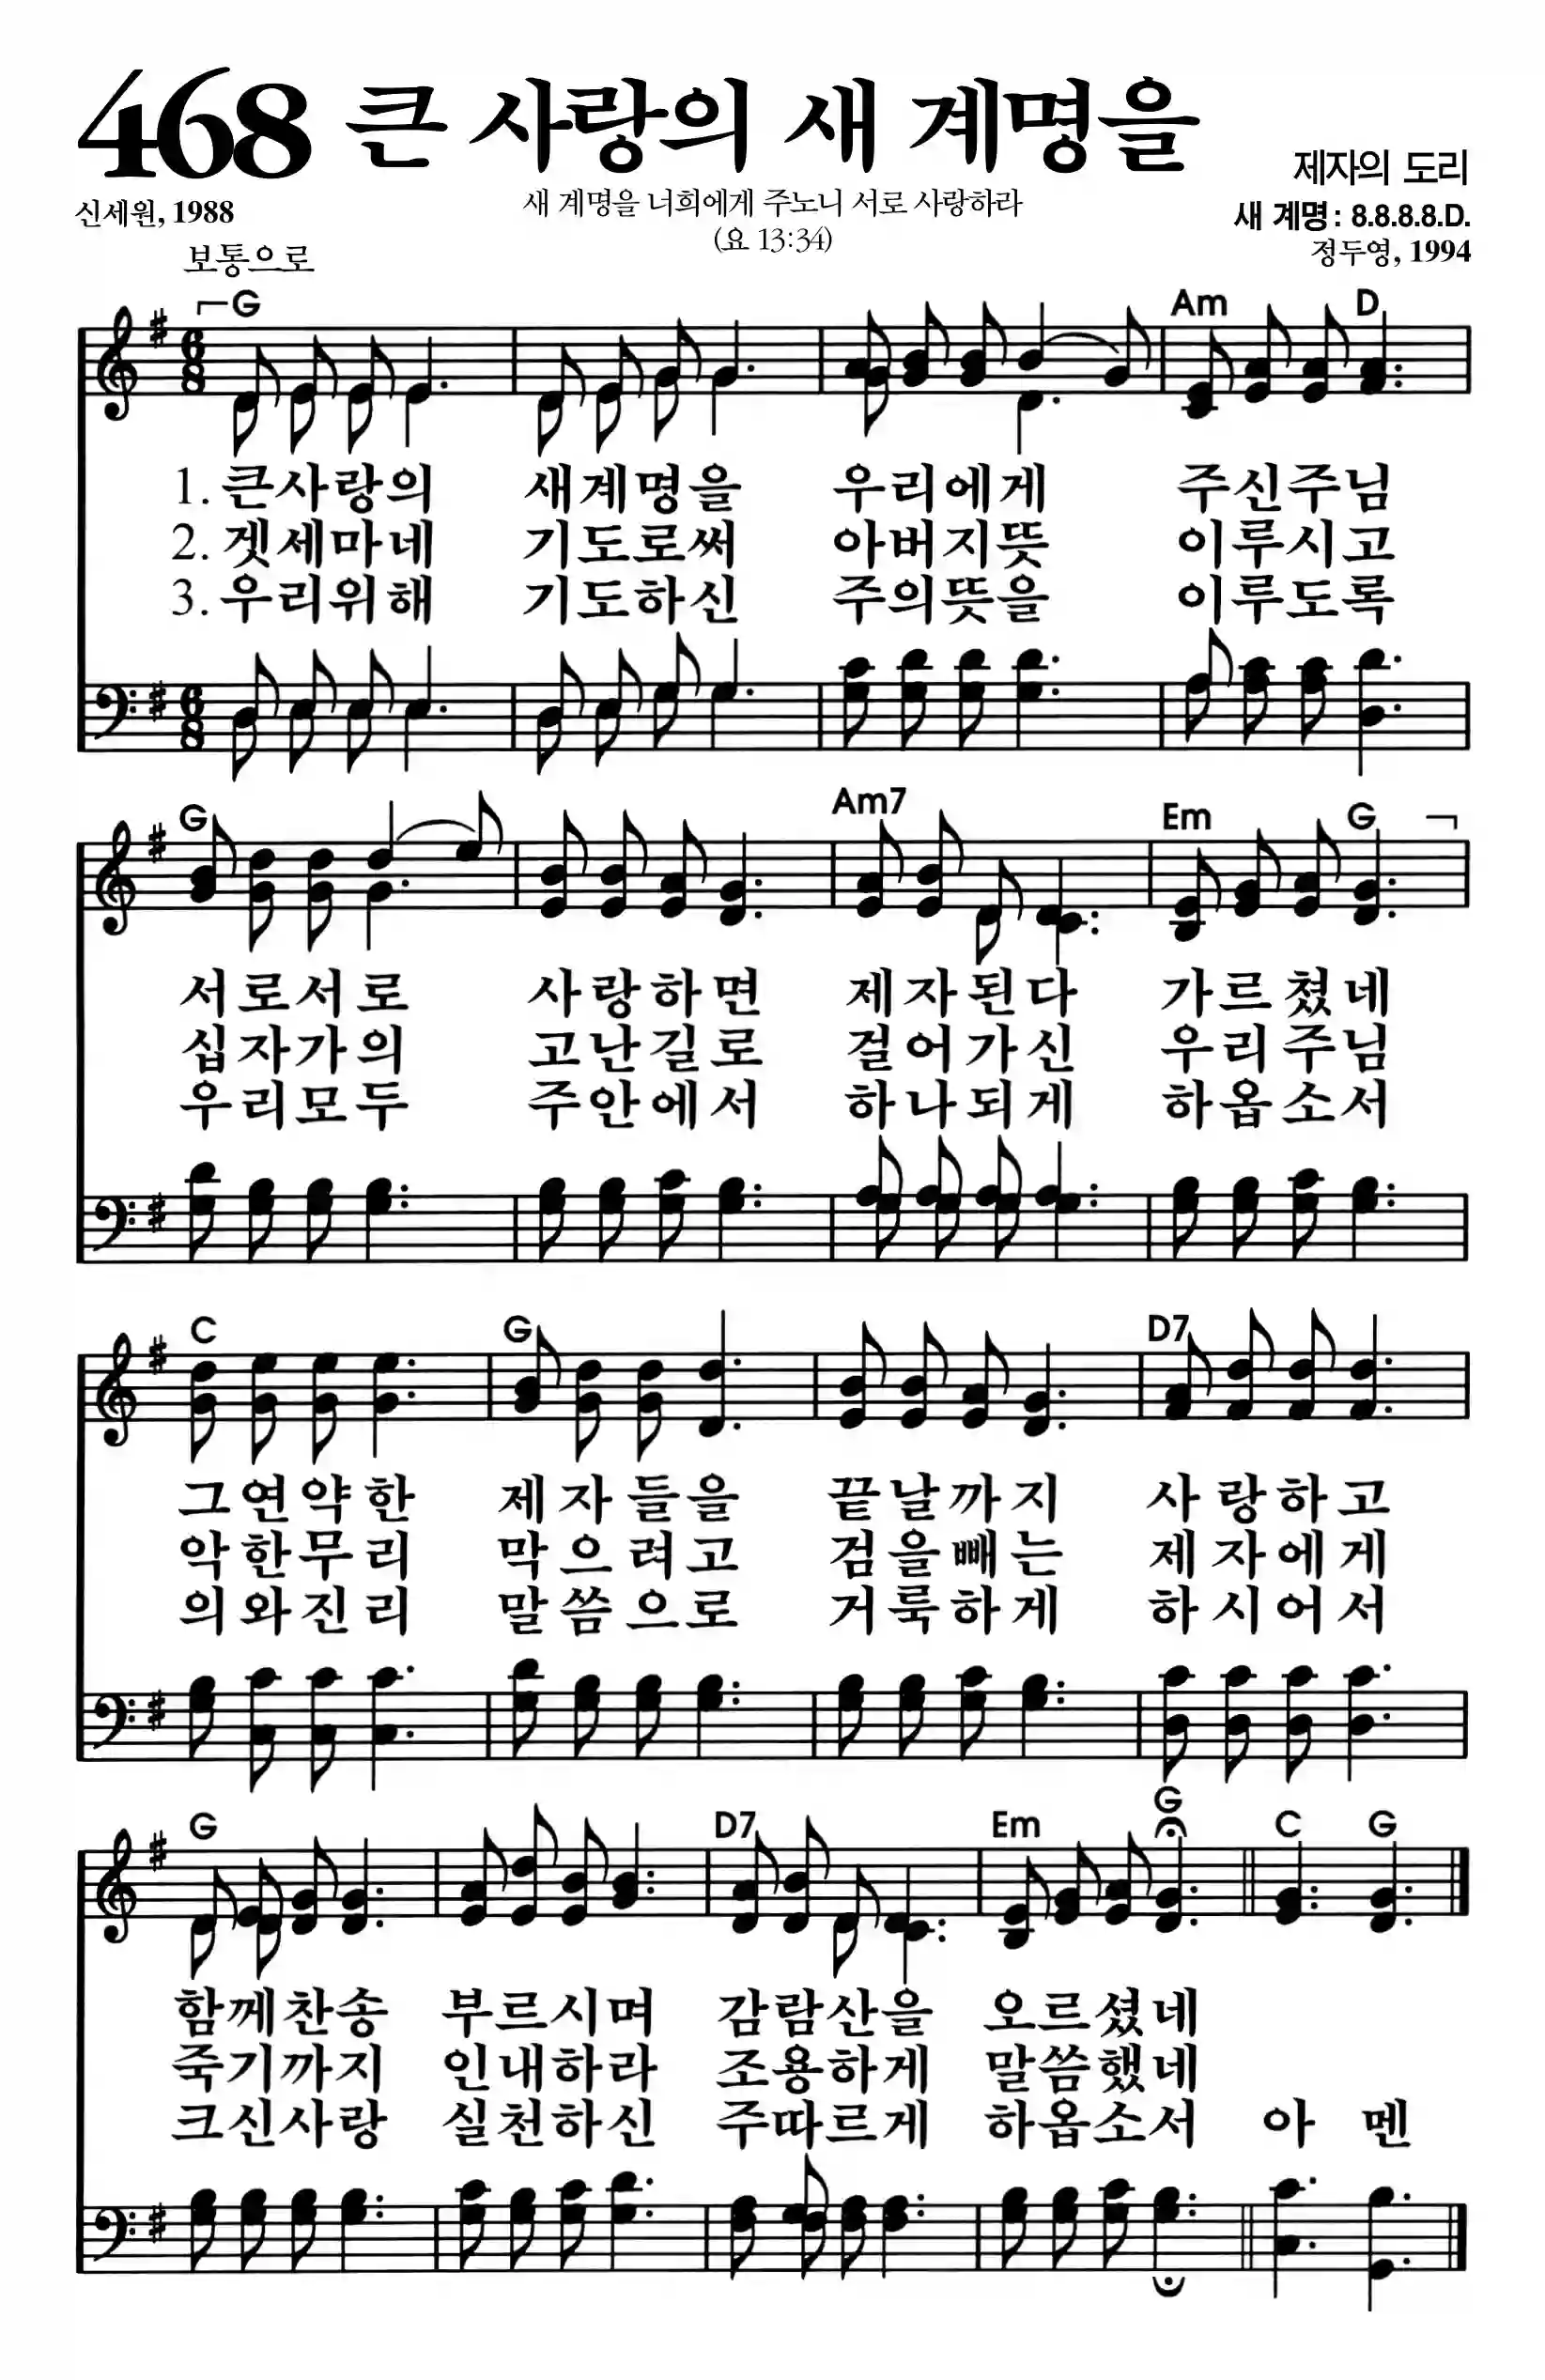 468 큰 사랑의 새 계명을
제자의 도리
신세원, 1988
새 계명을 너희에게 주노니 서로 사랑하라
(요 13:34)
새 계명: 8.8.8.8.D.
정두영, 1994
보통으로
G Am D
1. 큰사랑의 새계명을 우리에게 주신주님
2. 겟세마네 기도로써 아버지뜻 이루시고
3. 우리위해 기도하신 주의뜻을 이루도록
G Am7 Em G
서로서로 사랑하면 제자된다 가르쳤네
십자가의 고난길로 걸어가신 우리주님
우리모두 주안에서 하나되게 하옵소서
C G D7
그연약한 제자들을 끝날까지 사랑하고
악한무리 막으려고 검을빼는 제자에게
의와진리 말씀으로 거룩하게 하시어서
G D7 Em G C G
함께찬송 부르시며 감람산을 오르셨네
죽기까지 인내하라 조용하게 말씀했네
크신사랑 실천하신 주따르게 하옵소서 아멘